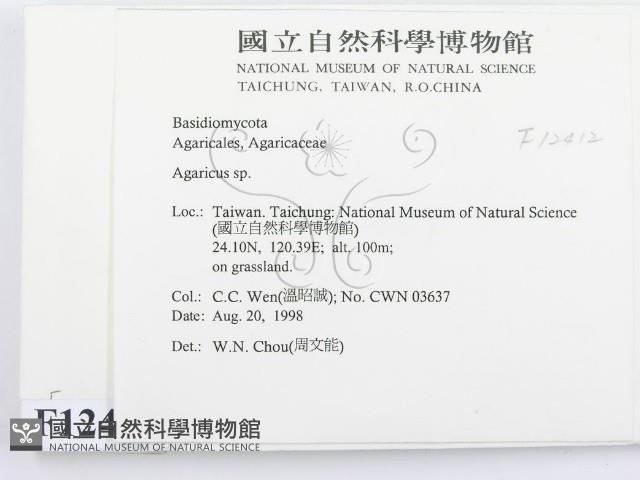 國立自然科學博物館
NATIONAL MUSEUM OF NATURAL SCIENCE
TAICHUNG, TAIWAN, R.O.CHINA
Basidiomycota
Agaricales, Agaricaceae
F12412
Agaricus sp.
Loc.: Taiwan. Taichung: National Museum of Natural Science
(國立自然科學博物館)
24.10N, 120.39E; alt. 100m;
on grassland.
Col.: C.C. Wen(溫昭誠); No. CWN 03637
Date: Aug. 20, 1998
Det.: W.N. Chou(周文能)
F124
國立自然科學博物館
NATIONAL MUSEUM OF NATURAL SCIENCE